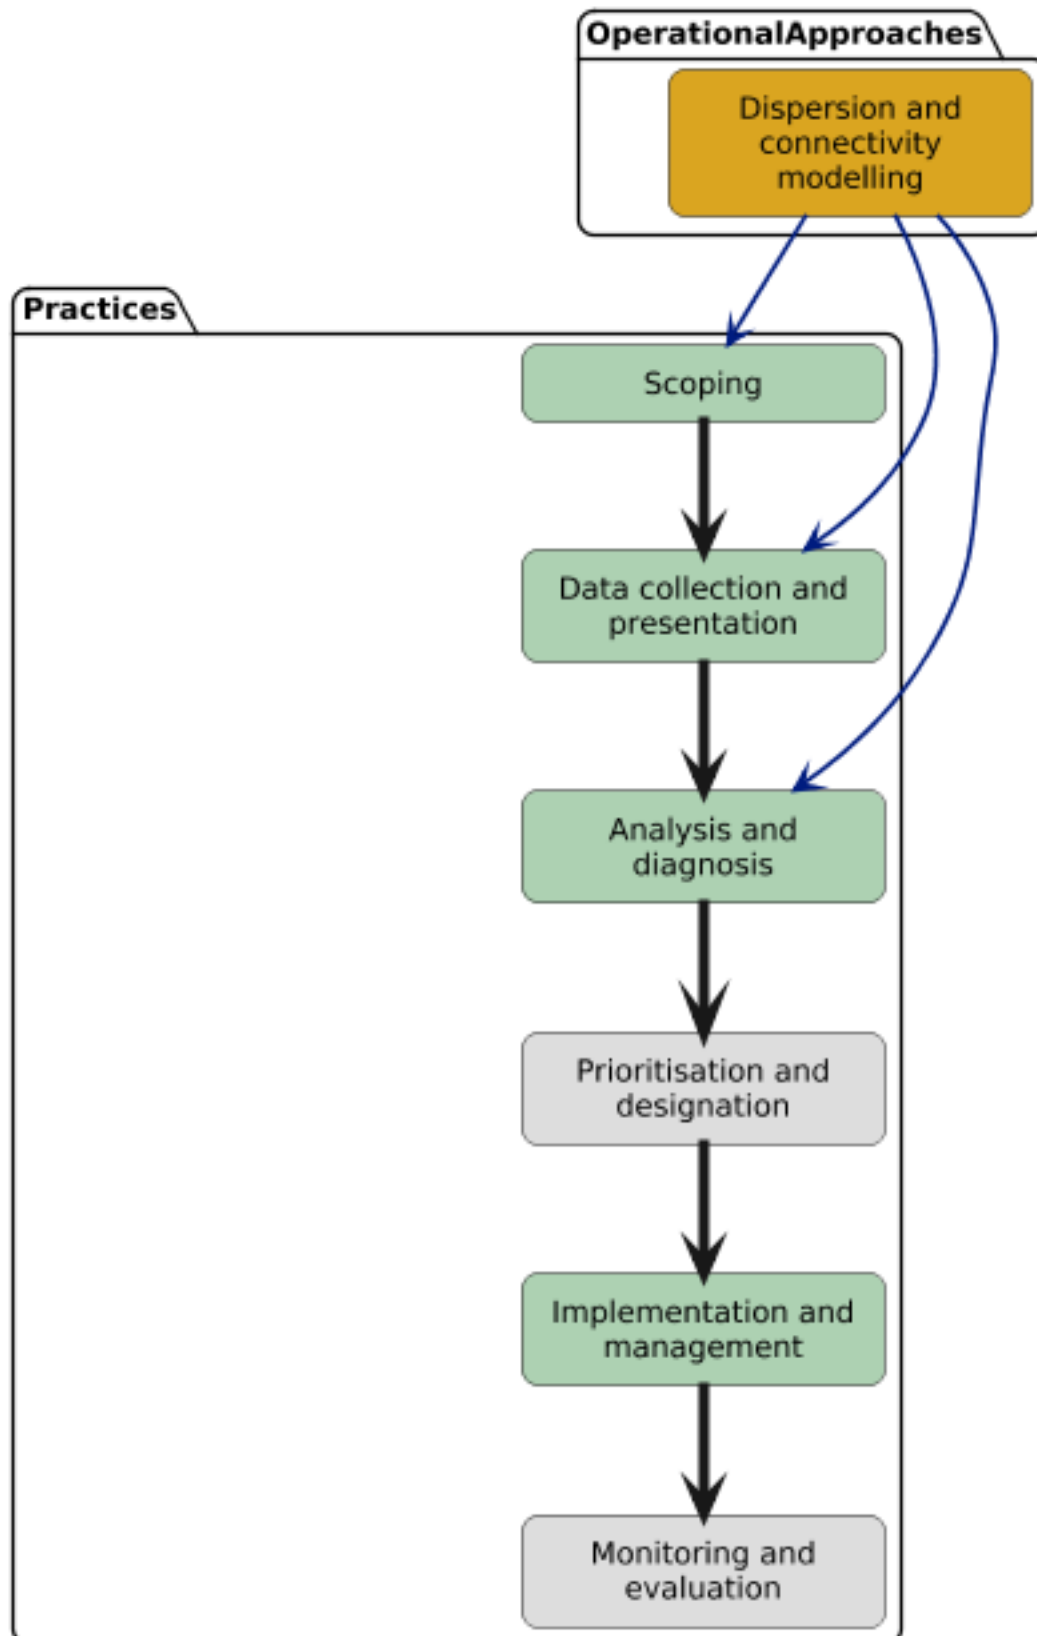 OperationalApproaches
Dispersion and
connectivity
modelling
Practices
Scoping
Data collection and
presentation
Analysis and
diagnosis
Prioritisation and
designation
Implementation and
management
Monitoring and
evaluation